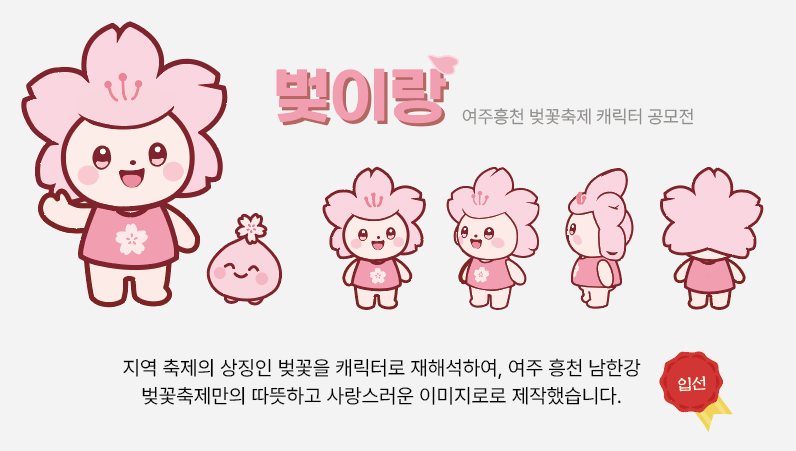 벚이랑
여주흥천 벚꽃축제 캐릭터 공모전
지역 축제의 상징인 벚꽃을 캐릭터로 재해석하여, 여주 흥천 남한강
벚꽃축제만의 따뜻하고 사랑스러운 이미지로로 제작했습니다.
입선